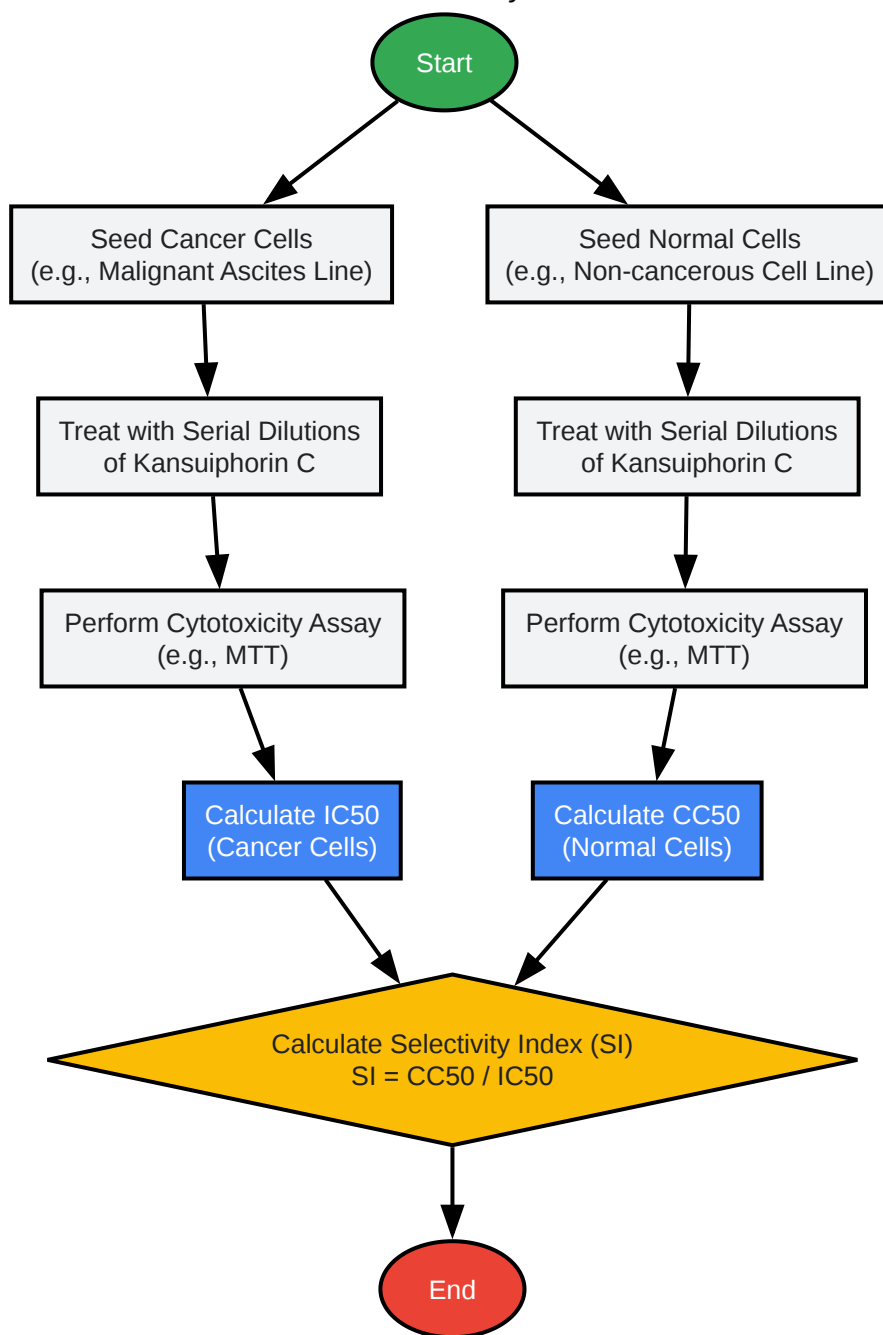 Start
Seed Cancer Cells
(e.g., Malignant Ascites Line)
Seed Normal Cells
(e.g., Non-cancerous Cell Line)
Treat with Serial Dilutions
of Kansuiphorin C
Treat with Serial Dilutions
of Kansuiphorin C
Perform Cytotoxicity Assay
(e.g., MTT)
Perform Cytotoxicity Assay
(e.g., MTT)
Calculate IC50
(Cancer Cells)
Calculate CC50
(Normal Cells)
Calculate Selectivity Index (SI)
SI = CC50 / IC50
End